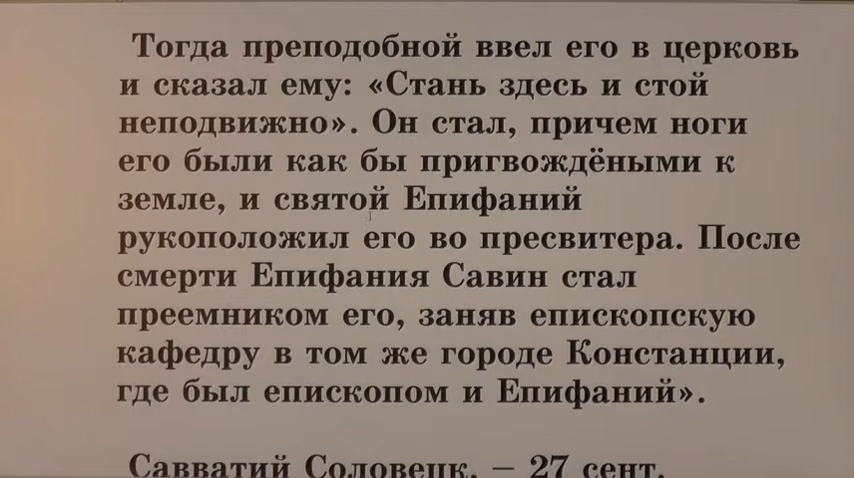 Тогда преподобной ввел его в церковь
и сказал ему: «Стань здесь и стой
неподвижно». Он стал, причем ноги
его были как бы пригвождёными к
земле, и святой Епифаний
рукоположил его во пресвитера. После
смерти Епифания Савин стал
преемником его, заняв епископскую
кафедру в том же городе Констанции,
где был епископом и Епифаний».
Савватий Соловецк. – 27 сент.